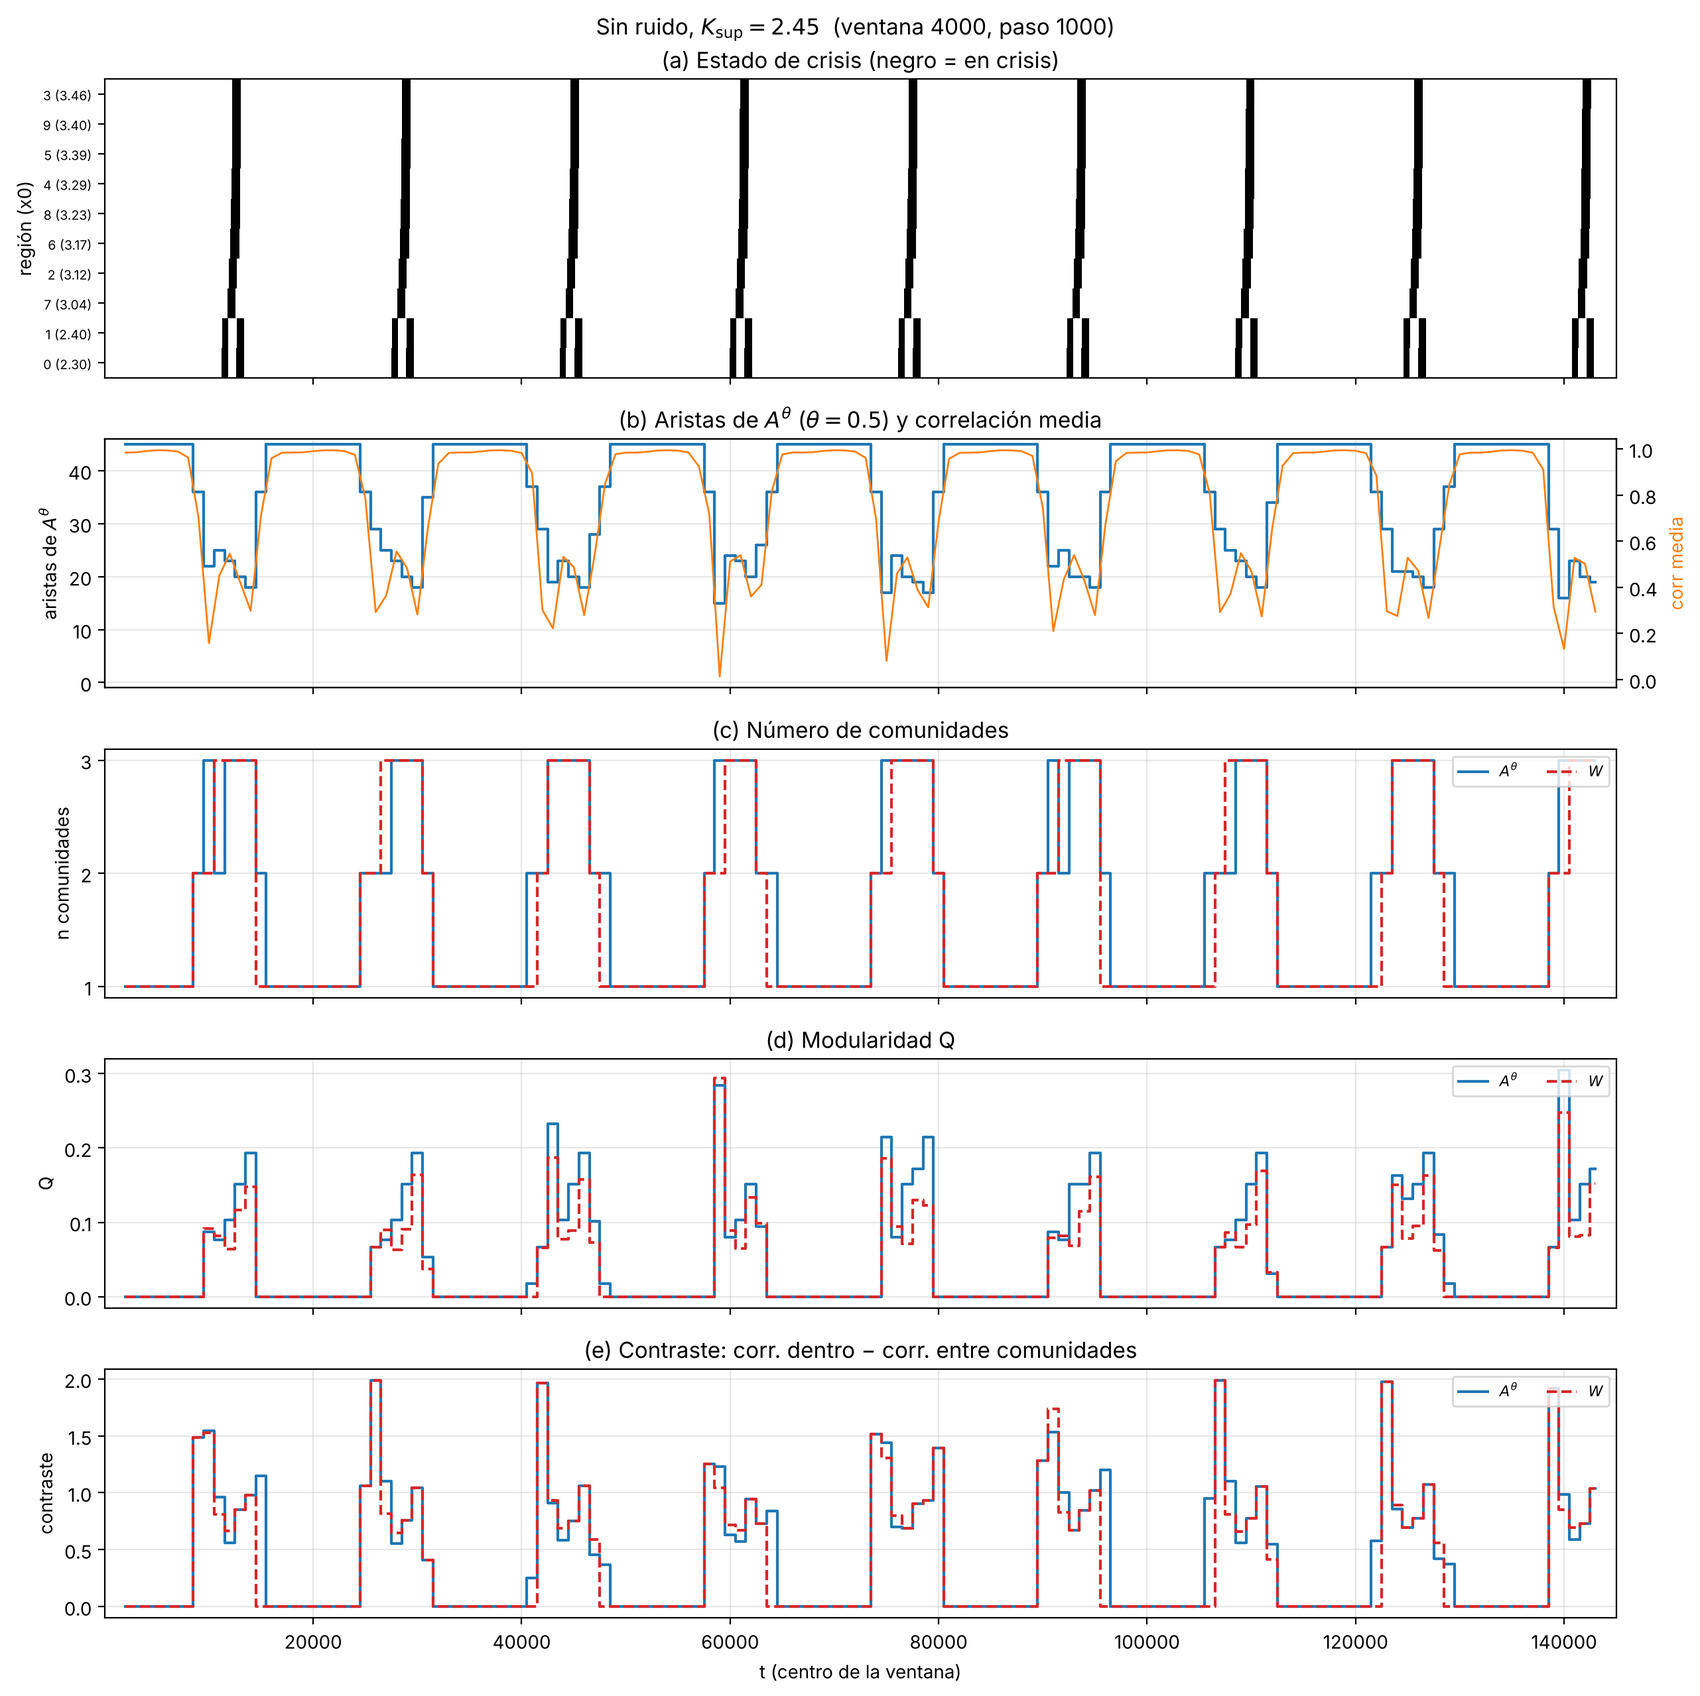 Sin ruido, K_sup = 2.45 (ventana 4000, paso 1000)
(a) Estado de crisis (negro = en crisis)
región (x0)
3 (3.46)
9 (3.40)
5 (3.39)
4 (3.29)
8 (3.23)
6 (3.17)
2 (3.12)
7 (3.04)
1 (2.40)
0 (2.30)
(b) Aristas de A^θ (θ = 0.5) y correlación media
aristas de A^θ
40
30
20
10
0
1.0
0.8
0.6
0.4
0.2
0.0
corr media
(c) Número de comunidades
n comunidades
3
2
1
A^θ W
(d) Modularidad Q
Q
0.3
0.2
0.1
0.0
A^θ W
(e) Contraste: corr. dentro − corr. entre comunidades
contraste
2.0
1.5
1.0
0.5
0.0
A^θ W
20000 40000 60000 80000 100000 120000 140000
t (centro de la ventana)